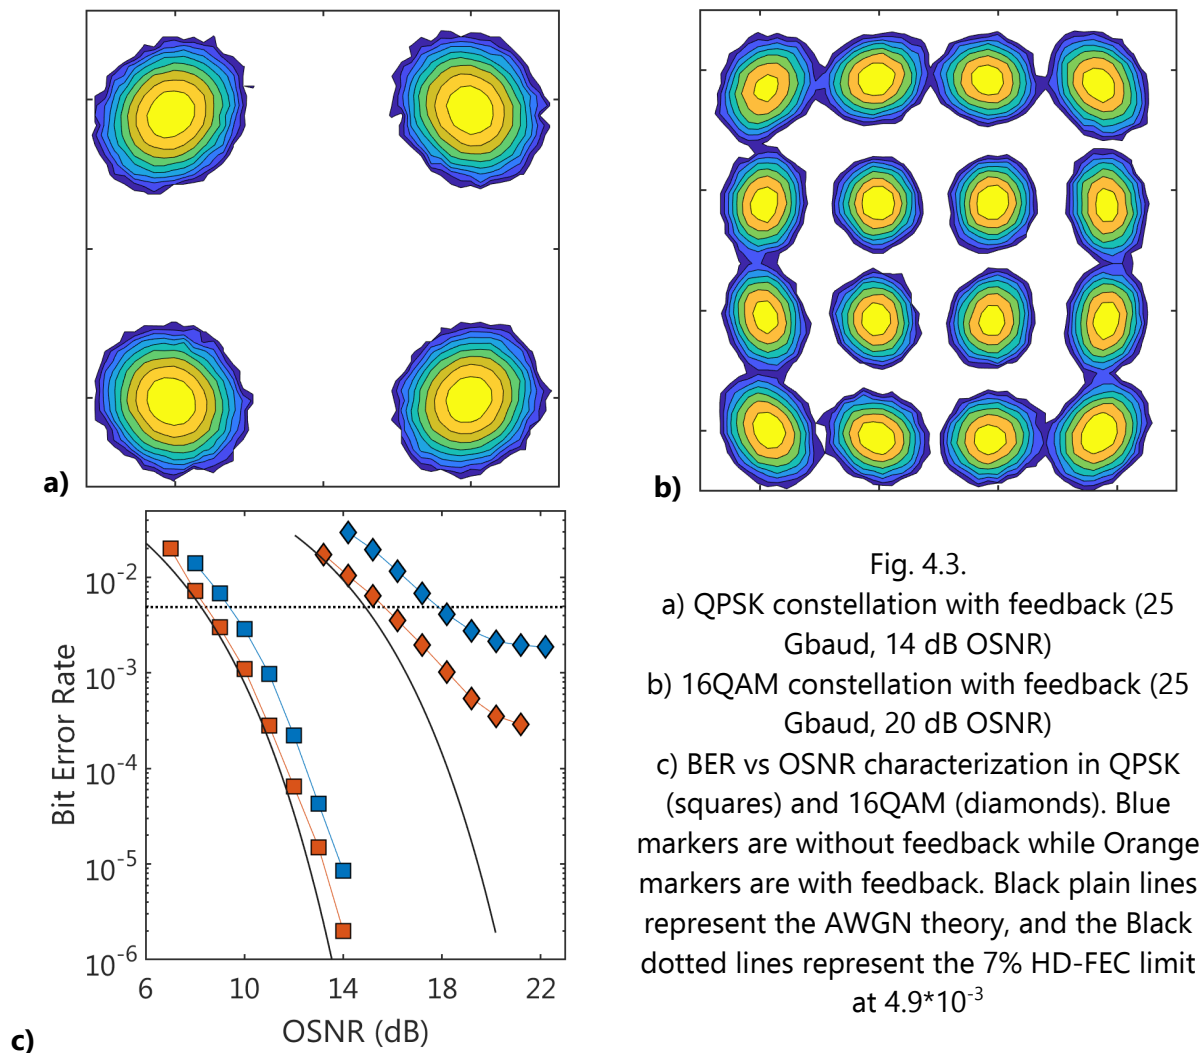 a)
b)
10⁻²
10⁻³
10⁻⁴
10⁻⁵
10⁻⁶
Bit Error Rate
6 10 14 18 22
OSNR (dB)
c)
Fig. 4.3.
a) QPSK constellation with feedback (25
Gbaud, 14 dB OSNR)
b) 16QAM constellation with feedback (25
Gbaud, 20 dB OSNR)
c) BER vs OSNR characterization in QPSK
(squares) and 16QAM (diamonds). Blue
markers are without feedback while Orange
markers are with feedback. Black plain lines
represent the AWGN theory, and the Black
dotted lines represent the 7% HD-FEC limit
at 4.9*10⁻³